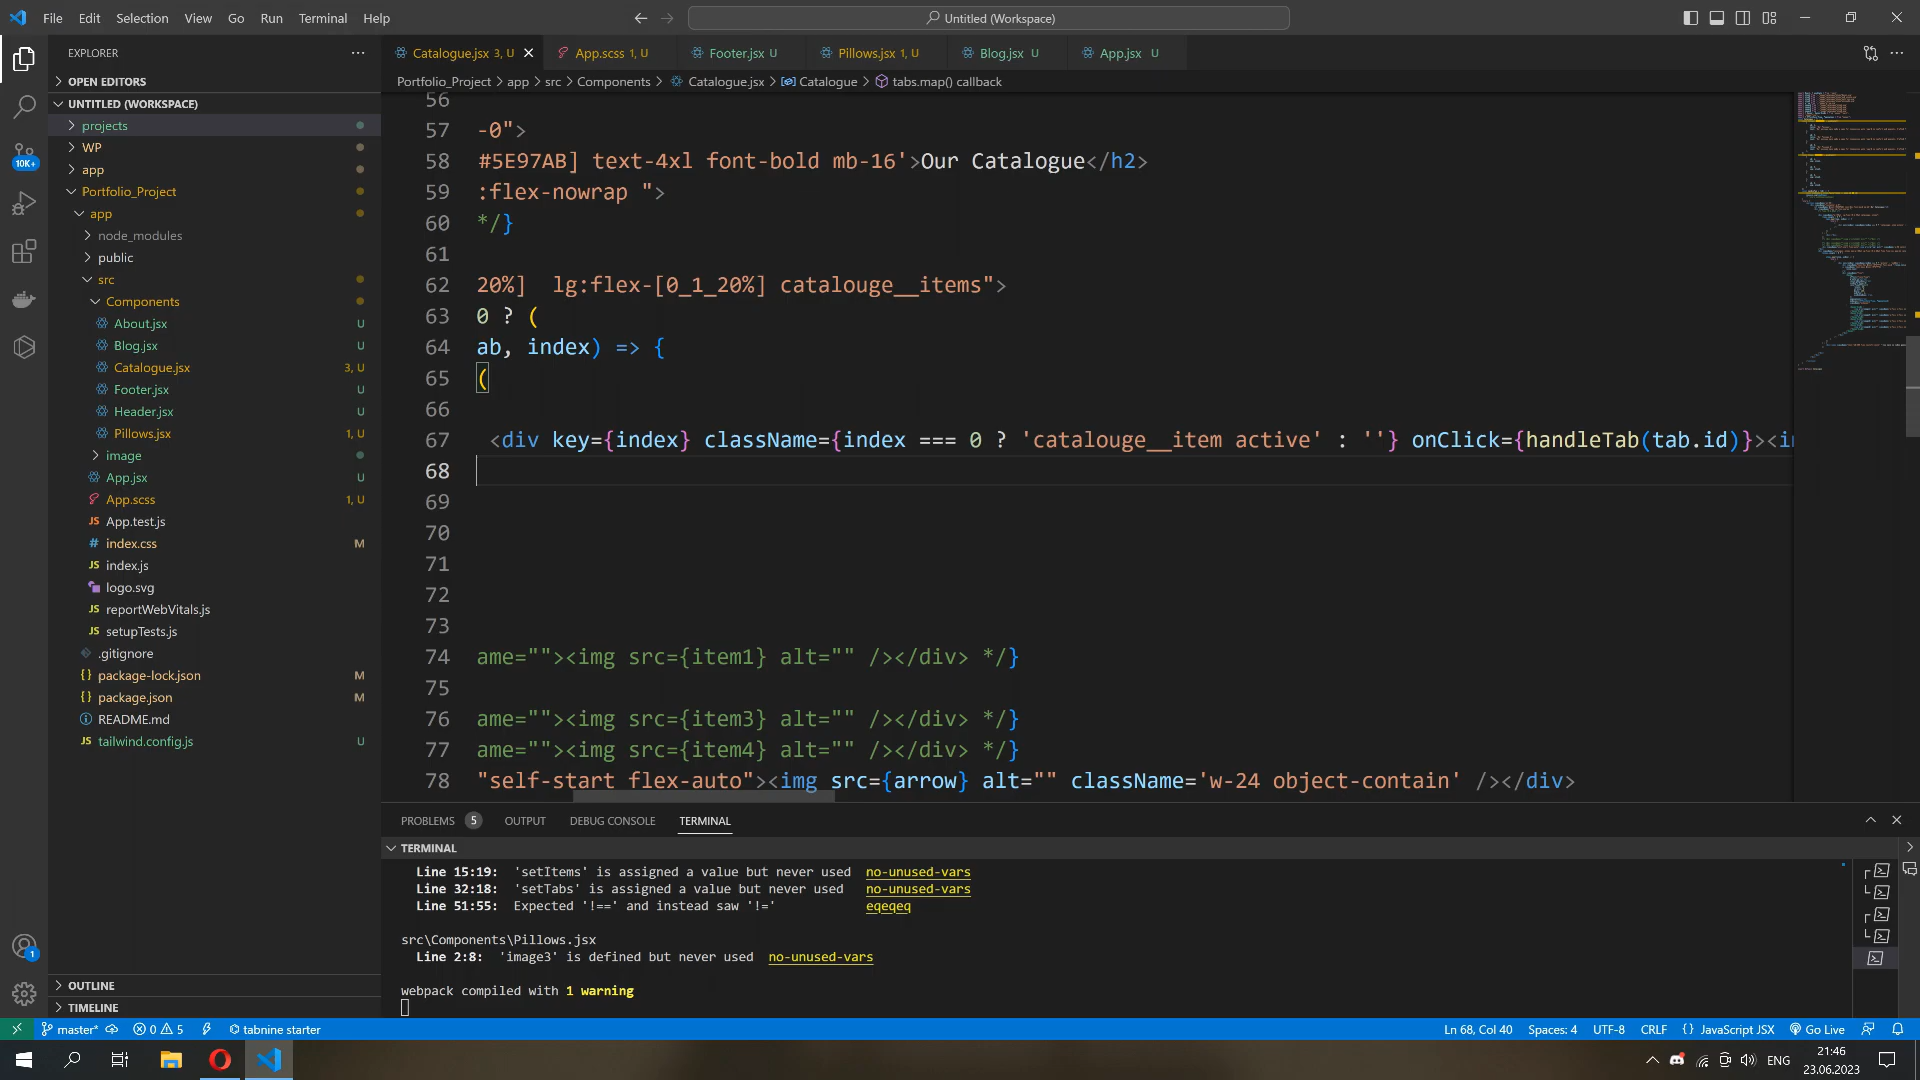 File Edit Selection View Go Run Terminal Help
Untitled (Workspace)
EXPLORER
Catalogue.jsx 3, U
App.scss 1, U
Footer.jsx U
Pillows.jsx 1, U
Blog.jsx U
App.jsx U
Portfolio_Project > app > src > Components > Catalogue.jsx > Catalogue > tabs.map() callback
OPEN EDITORS
UNTITLED (WORKSPACE)
projects
WP
app
Portfolio_Project
app
node_modules
public
src
Components
About.jsx U
Blog.jsx U
Catalogue.jsx 3, U
Footer.jsx U
Header.jsx U
Pillows.jsx 1, U
image
App.jsx U
App.scss 1, U
App.test.js
index.css M
index.js
logo.svg
reportWebVitals.js
setupTests.js
.gitignore
package-lock.json M
package.json M
README.md
tailwind.config.js U
OUTLINE
TIMELINE
10K+
1
56
57 -0">
58 #5E97AB] text-4xl font-bold mb-16'>Our Catalogue</h2>
59 :flex-nowrap ">
60 */}
61
62 20%]  lg:flex-[0_1_20%] catalouge__items">
63 0 ? (
64 ab, index) => {
65 (
66
67 <div key={index} className={index === 0 ? 'catalouge__item active' : ''} onClick={handleTab(tab.id)}><i
68
69
70
71
72
73
74 ame=""><img src={item1} alt="" /></div> */}
75
76 ame=""><img src={item3} alt="" /></div> */}
77 ame=""><img src={item4} alt="" /></div> */}
78 "self-start flex-auto"><img src={arrow} alt="" className='w-24 object-contain' /></div>
PROBLEMS 5 OUTPUT DEBUG CONSOLE TERMINAL
TERMINAL
Line 15:19: 'setItems' is assigned a value but never used no-unused-vars
Line 32:18: 'setTabs' is assigned a value but never used no-unused-vars
Line 51:55: Expected '!==' and instead saw '!=' eqeqeq
src\Components\Pillows.jsx
Line 2:8: 'image3' is defined but never used no-unused-vars
webpack compiled with 1 warning
master* 0 5 tabnine starter
Ln 68, Col 40 Spaces: 4 UTF-8 CRLF {} JavaScript JSX Go Live
ENG
21:46
23.06.2023